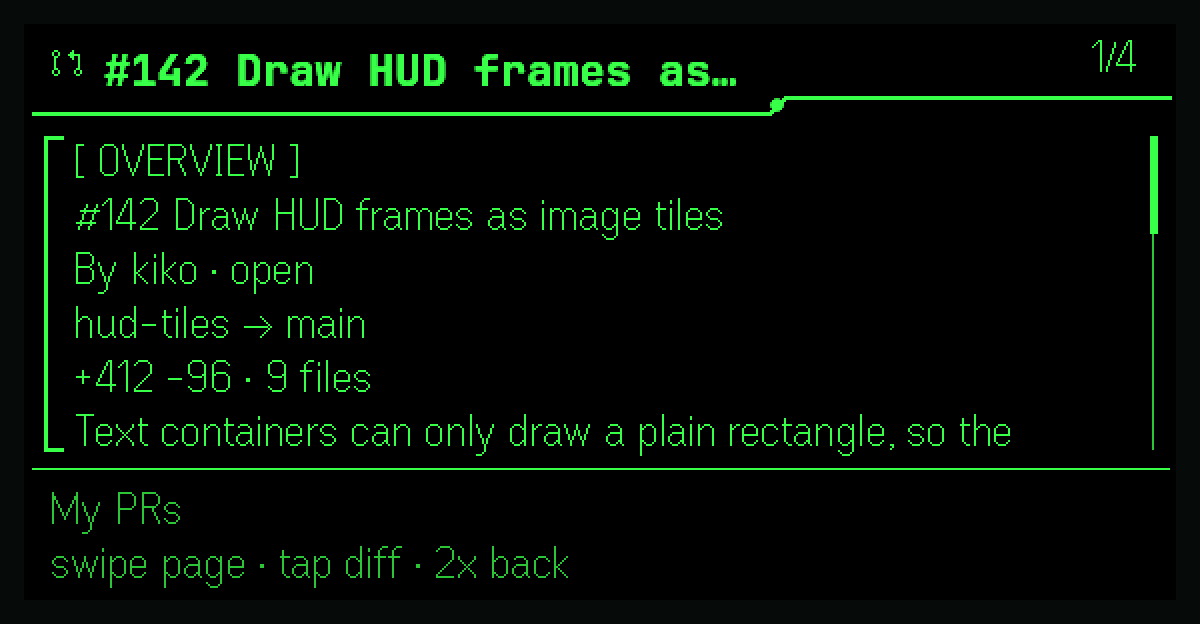 #142 Draw HUD frames as…
1/4
[ OVERVIEW ]
#142 Draw HUD frames as image tiles
By kiko · open
hud-tiles → main
+412 -96 · 9 files
Text containers can only draw a plain rectangle, so the
My PRs
swipe page · tap diff · 2x back